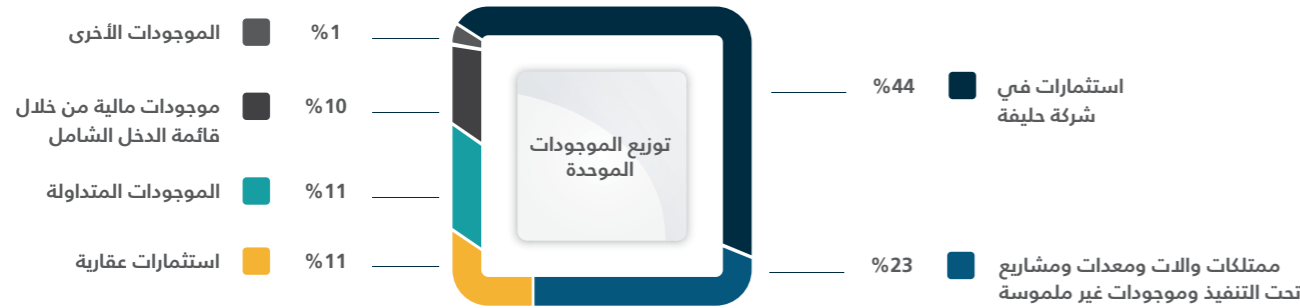 استثمارات في
شركة حليفة
%44
ممتلكات والات ومعدات ومشاريع
تحت التنفيذ وموجودات غير ملموسة
%23
توزيع الموجودات
الموحدة
%1
الموجودات الأخرى
%10
موجودات مالية من خلال
قائمة الدخل الشامل
%11
الموجودات المتداولة
%11
استثمارات عقارية